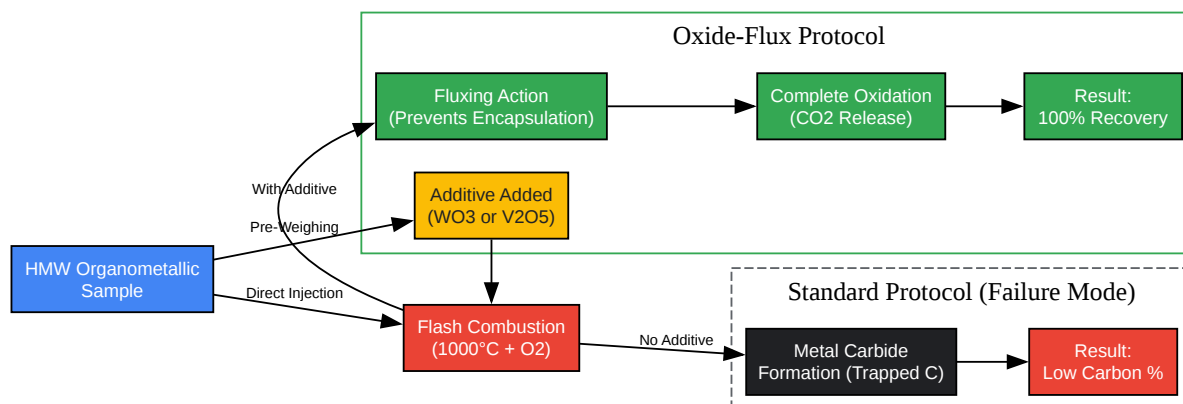 Oxide-Flux Protocol
Fluxing Action
(Prevents Encapsulation)
Complete Oxidation
(CO2 Release)
Result:
100% Recovery
With Additive
Additive Added
(WO3 or V2O5)
Pre-Weighing
HMW Organometallic
Sample
Direct Injection
Flash Combustion
(1000°C + O2)
No Additive
Standard Protocol (Failure Mode)
Metal Carbide
Formation (Trapped C)
Result:
Low Carbon %